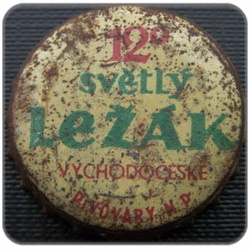 12°
světlý
LeŽÁK
VÝCHODOČESKÉ
PIVOVARY N.P.